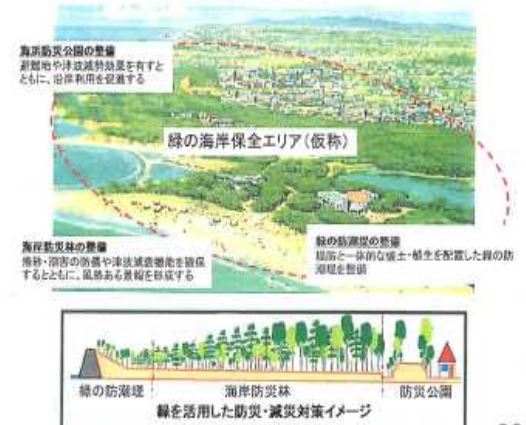 海浜防災公園の整備
避難地や津波減勢効果を有すと
ともに、沿岸利用を促進する
緑の海岸保全エリア(仮称)
海岸防災林の整備
飛砂・潮害の防備や津波減衰機能を確保
するとともに、風格ある景観を形成する
緑の防潮堤の整備
堤防と一体的な盛土・植生を配置した緑の防
潮堤を整備
緑の防潮堤
海岸防災林
防災公園
緑を活用した防災・減災対策イメージ